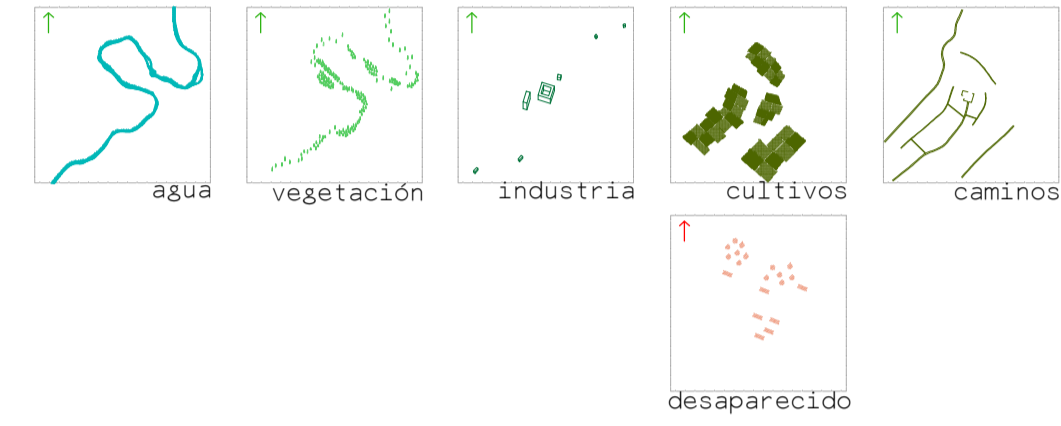 agua
vegetación
industria
cultivos
caminos
desaparecido